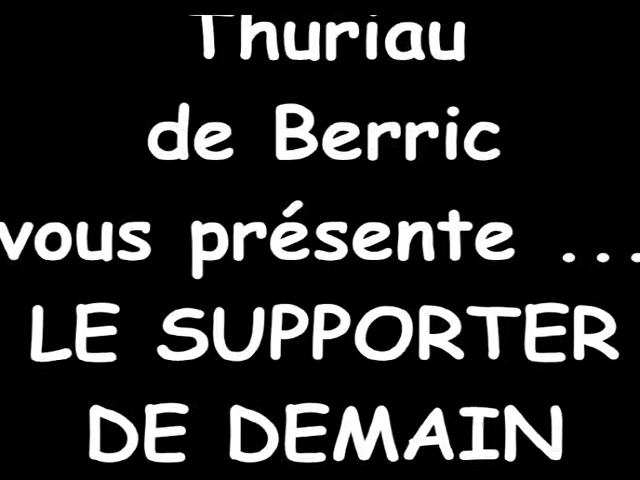 Thuriau
de Berric
vous présente ...
LE SUPPORTER
DE DEMAIN